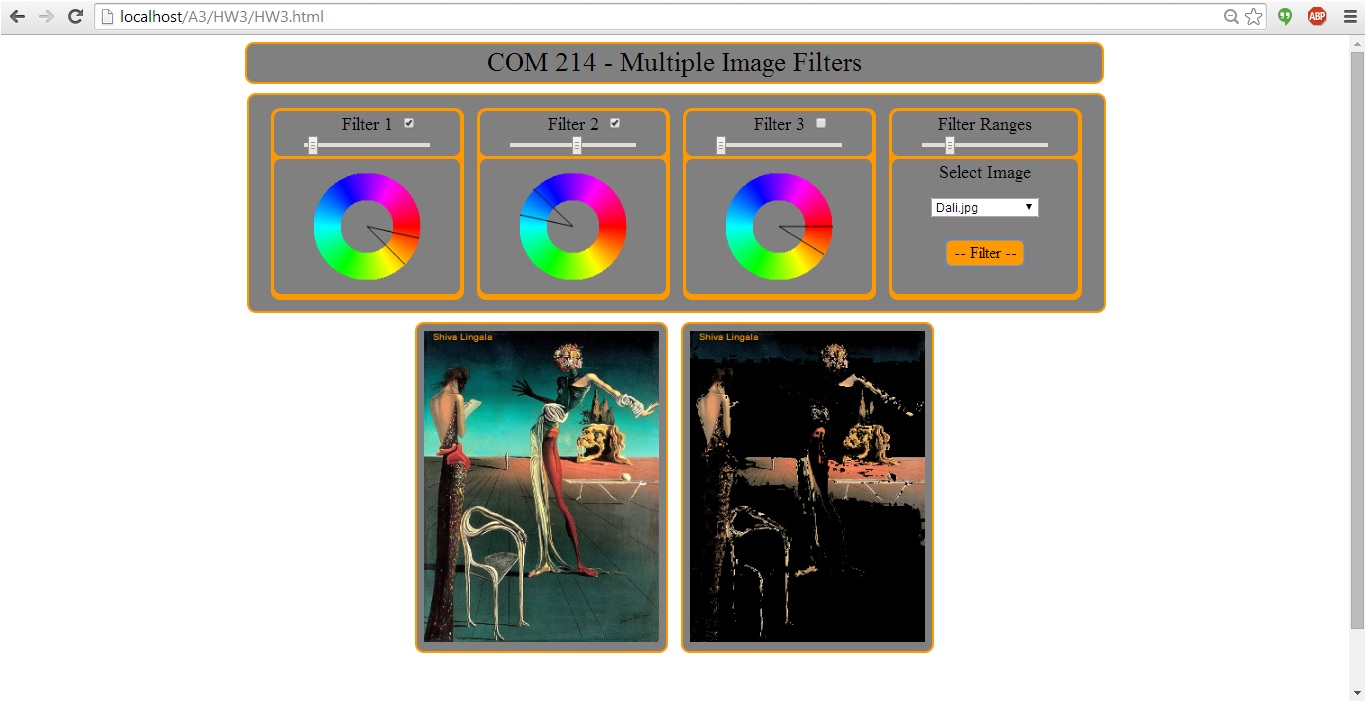 localhost/A3/HW3/HW3.html
ABP
COM 214 - Multiple Image Filters
Filter 1
Filter 2
Filter 3
Filter Ranges
Select Image
Dali.jpg
-- Filter --
Shiva Lingala
Shiva Lingala